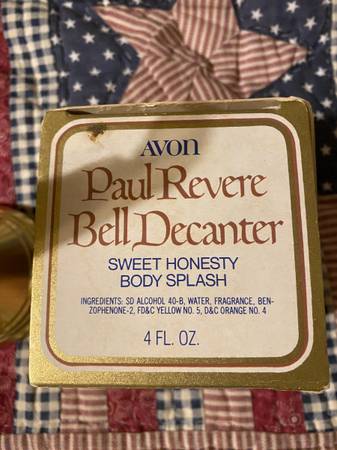 AVON
Paul Revere
Bell Decanter
SWEET HONESTY
BODY SPLASH
INGREDIENTS: SD ALCOHOL 40-B, WATER, FRAGRANCE, BEN-
ZOPHENONE-2, FD&C YELLOW NO. 5, D&C ORANGE NO. 4
4 FL. OZ.